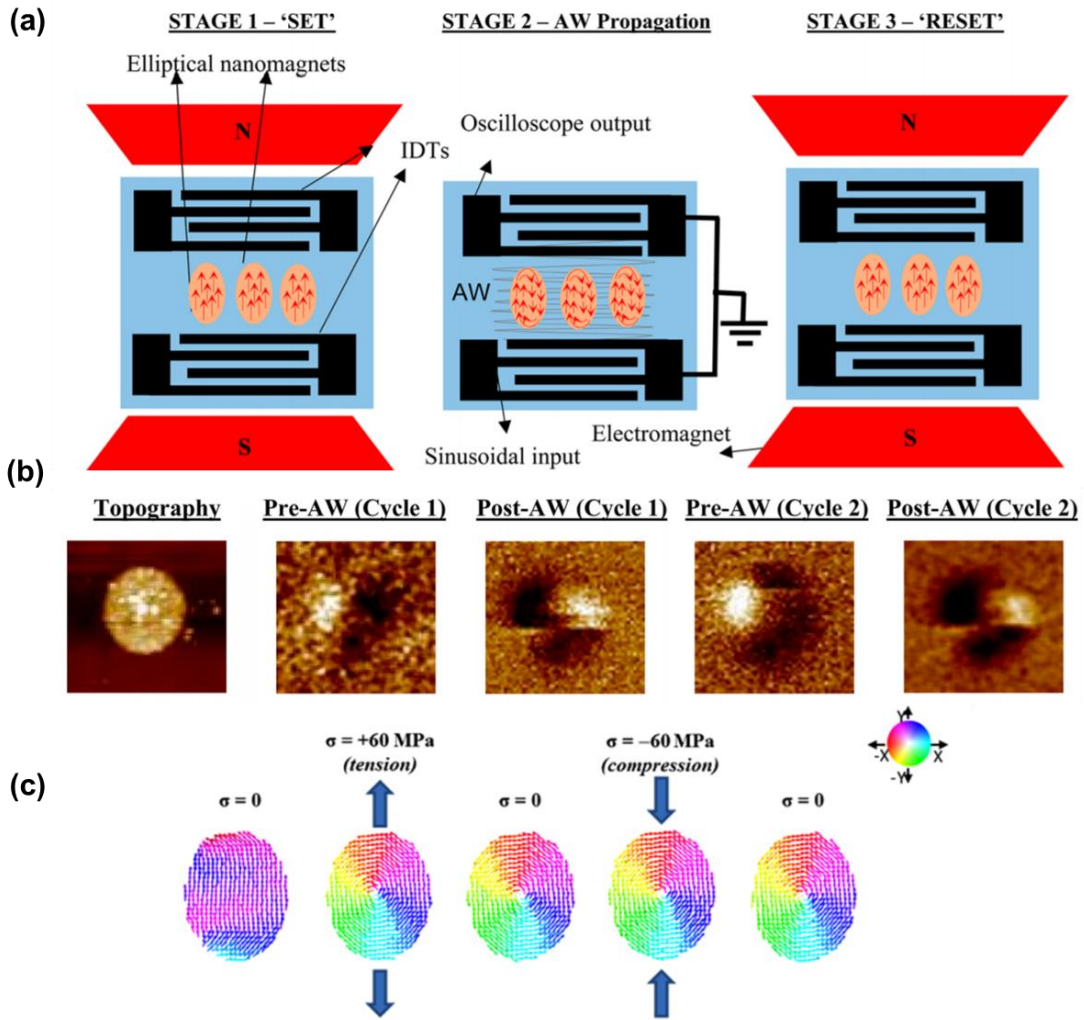 (a)
STAGE 1 – ‘SET’
STAGE 2 – AW Propagation
STAGE 3 – ‘RESET’
Elliptical nanomagnets
N
IDTs
Oscilloscope output
N
AW
S
Sinusoidal input
Electromagnet
S
(b)
Topography
Pre-AW (Cycle 1)
Post-AW (Cycle 1)
Pre-AW (Cycle 2)
Post-AW (Cycle 2)
Y
-X
X
-Y
(c)
σ = 0
σ = +60 MPa
(tension)
σ = 0
σ = –60 MPa
(compression)
σ = 0